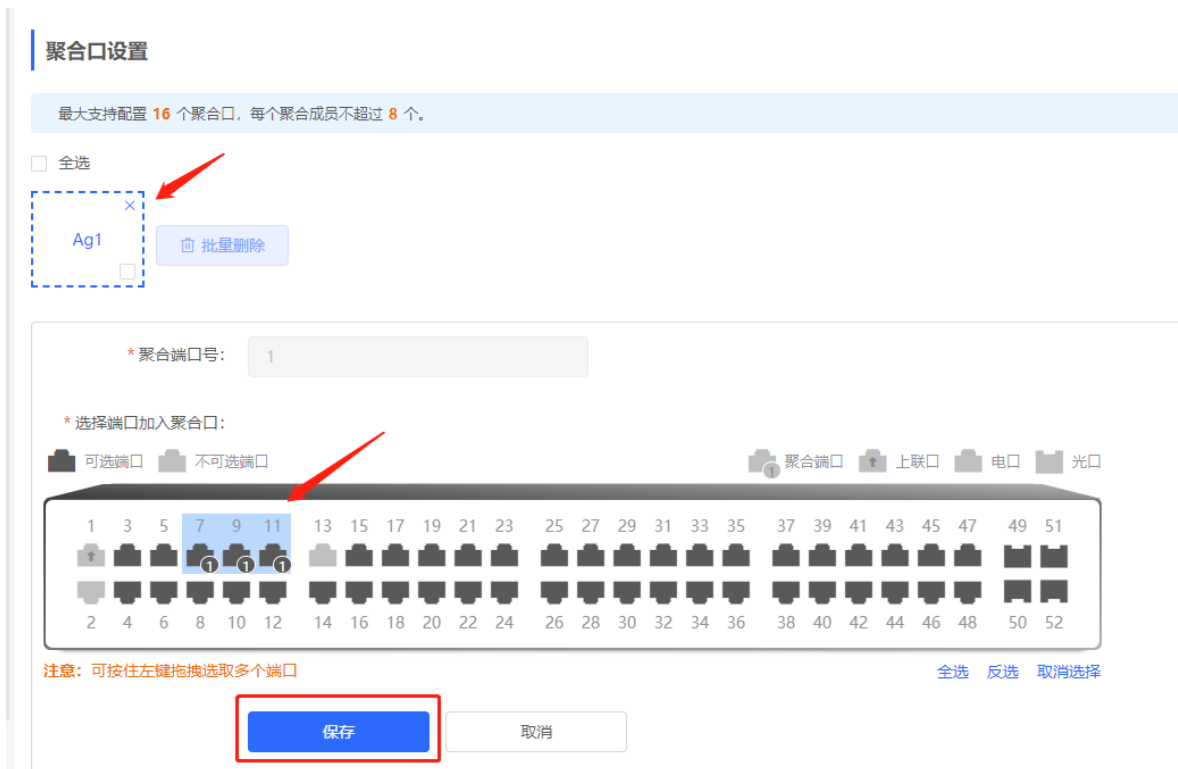 聚合口设置
最大支持配置 16 个聚合口，每个聚合成员不超过 8 个。
全选
Ag1
批量删除
* 聚合端口号：
1
* 选择端口加入聚合口：
可选端口 不可选端口 1 聚合端口 上联口 电口 光口
1 3 5 7 9 11 13 15 17 19 21 23 25 27 29 31 33 35 37 39 41 43 45 47 49 51
1 1 1
2 4 6 8 10 12 14 16 18 20 22 24 26 28 30 32 34 36 38 40 42 44 46 48 50 52
注意：可按住左键拖拽选取多个端口 全选 反选 取消选择
保存 取消